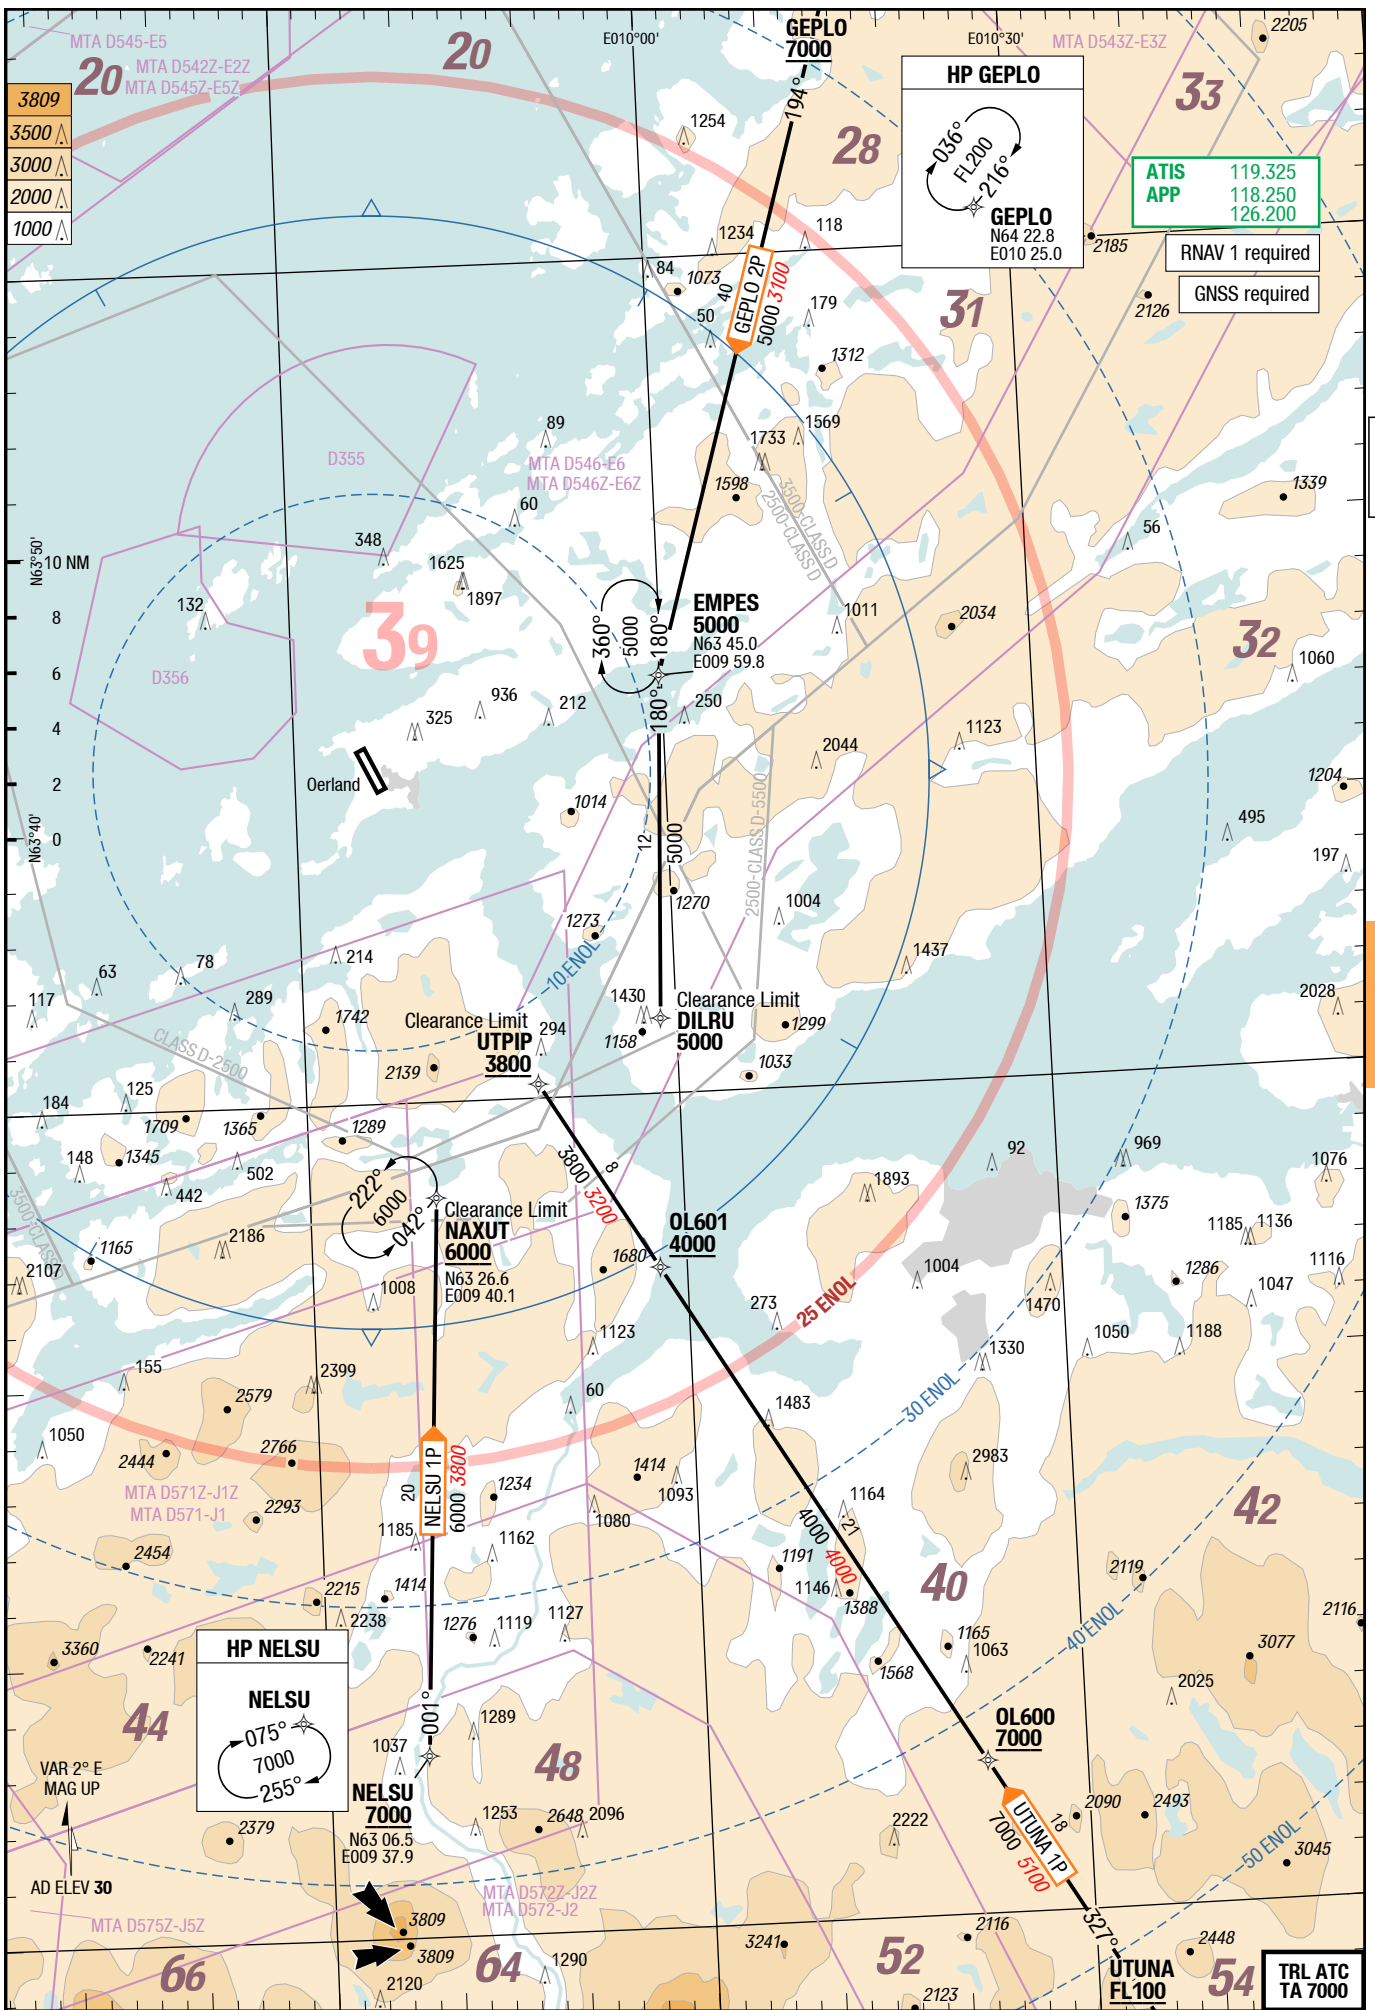 GEPLO
7000
E010°00'
E010°30'
2205
MTA D545-E5
20
MTA D542Z-E2Z
MTA D545Z-E5Z
20
MTA D543Z-E3Z
3809
3500
3000
2000
1000
194°
1254
28
33
HP GEPLO
036°
FL200
216°
GEPLO
N64 22.8
E010 25.0
ATIS 119.325
APP 118.250
126.200
RNAV 1 required
GNSS required
2185
2126
31
1234
118
84
1073
40
GEPLO 2P
5000 3100
50
179
1312
D355
89
MTA D546-E6
MTA D546Z-E6Z
1569
1733
1598
3500-CLASS D
2500-CLASS D
60
1339
56
N63°50'
10 NM
348
1625
1897
132
8
39
360°
5000
180°
EMPES
5000
N63 45.0
E009 59.8
1011
2034
32
1060
6
D356
936
212
325
180°
250
4
1123
2044
2
Oerland
1014
1204
N63°40'
0
12
5000
2500-CLASS D-5500
495
197
1270
1004
1273
10 ENOL
1437
214
78
63
117
289
1742
CLASS D-2500
Clearance Limit
UTPIP
3800
294
1430
1158
Clearance Limit
DILRU
5000
1299
1033
2028
2139
184
125
1709
1365
1289
148
1345
502
442
3500-CLASS D
222°
6000
042°
Clearance Limit
NAXUT
6000
N63 26.6
E009 40.1
3800 3200
8
92
969
1076
1893
1375
OL601
4000
1185
1136
2186
1165
2107
1680
1004
1286
1116
1047
1008
25 ENOL
1470
273
1123
1330
1050
1188
155
2399
2579
60
30 ENOL
1483
1050
2444
2766
MTA D571Z-J1Z
MTA D571-J1
2293
20
NELSU 1P
6000 3800
1234
1414
1093
2983
1080
1164
42
1185
1162
4000 4000
21
2454
1191
1146
1388
40
2119
2215
1414
2238
1276
1119
1127
40 ENOL
2116
HP NELSU
NELSU
075°
7000
255°
3360
2241
1165
1063
1568
3077
2025
44
001°
1289
1037
48
OL600
7000
VAR 2° E
MAG UP
NELSU
7000
N63 06.5
E009 37.9
1253
2648
2096
2379
2222
UTUNA 1P
18
7000 5100
2090
2493
50 ENOL
3045
AD ELEV 30
MTA D575Z-J5Z
MTA D572Z-J2Z
MTA D572-J2
3809
3809
327°
66
64
2120
1290
3241
52
2116
2123
2448
UTUNA
FL100
54
TRL ATC
TA 7000